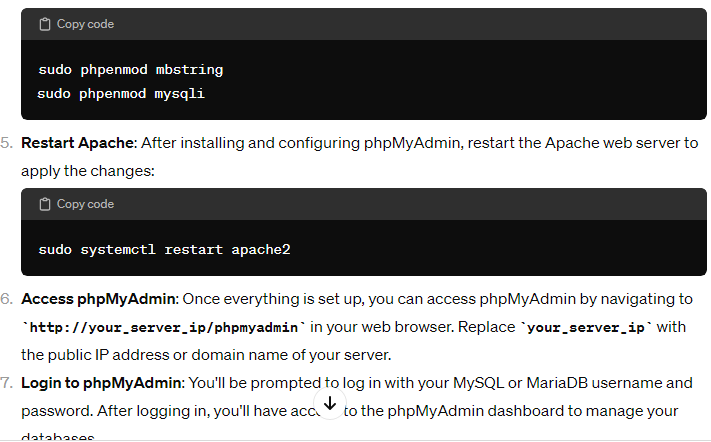 Copy code
sudo phpenmod mbstring
sudo phpenmod mysqli
5. Restart Apache: After installing and configuring phpMyAdmin, restart the Apache web server to
apply the changes:
Copy code
sudo systemctl restart apache2
6. Access phpMyAdmin: Once everything is set up, you can access phpMyAdmin by navigating to
`http://your_server_ip/phpmyadmin` in your web browser. Replace `your_server_ip` with
the public IP address or domain name of your server.
7. Login to phpMyAdmin: You'll be prompted to log in with your MySQL or MariaDB username and
password. After logging in, you'll have to the phpMyAdmin dashboard to manage your
databases